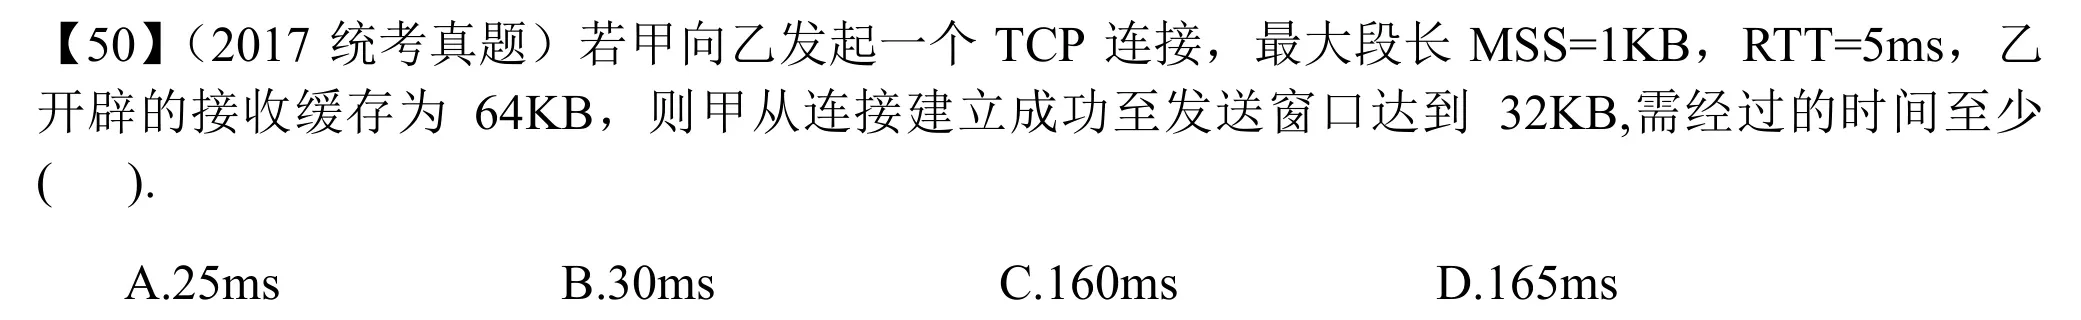 【50】（2017 统考真题）若甲向乙发起一个 TCP 连接，最大段长 MSS=1KB，RTT=5ms，乙
开辟的接收缓存为 64KB，则甲从连接建立成功至发送窗口达到 32KB,需经过的时间至少
( ).
A.25ms B.30ms C.160ms D.165ms